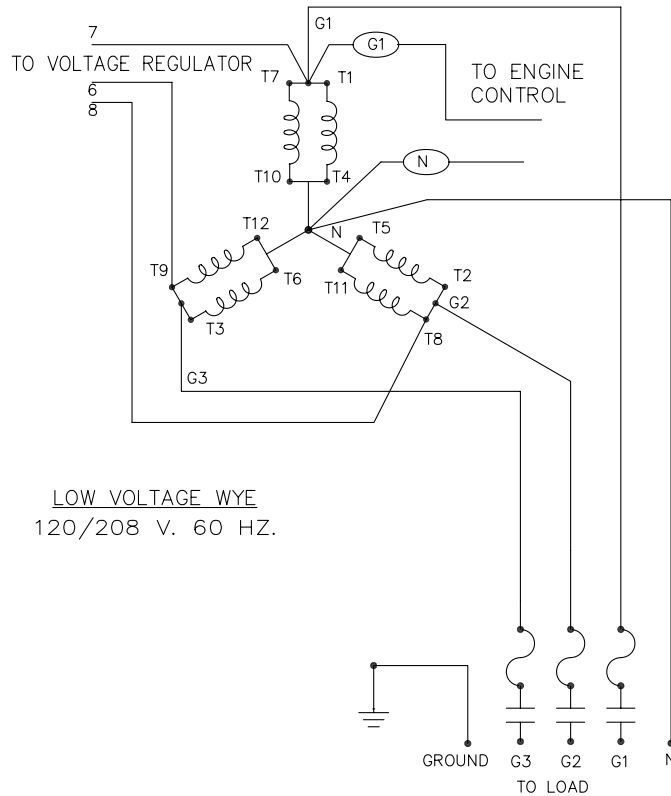 G1
7
G1
TO VOLTAGE REGULATOR
T7 T1
TO ENGINE
CONTROL
6
8
T10 T4
N
T12
N
T5
T9
T6
T11
T2
G2
T3
T8
G3
LOW VOLTAGE WYE
120/208 V. 60 HZ.
GROUND G3 G2 G1 N
TO LOAD